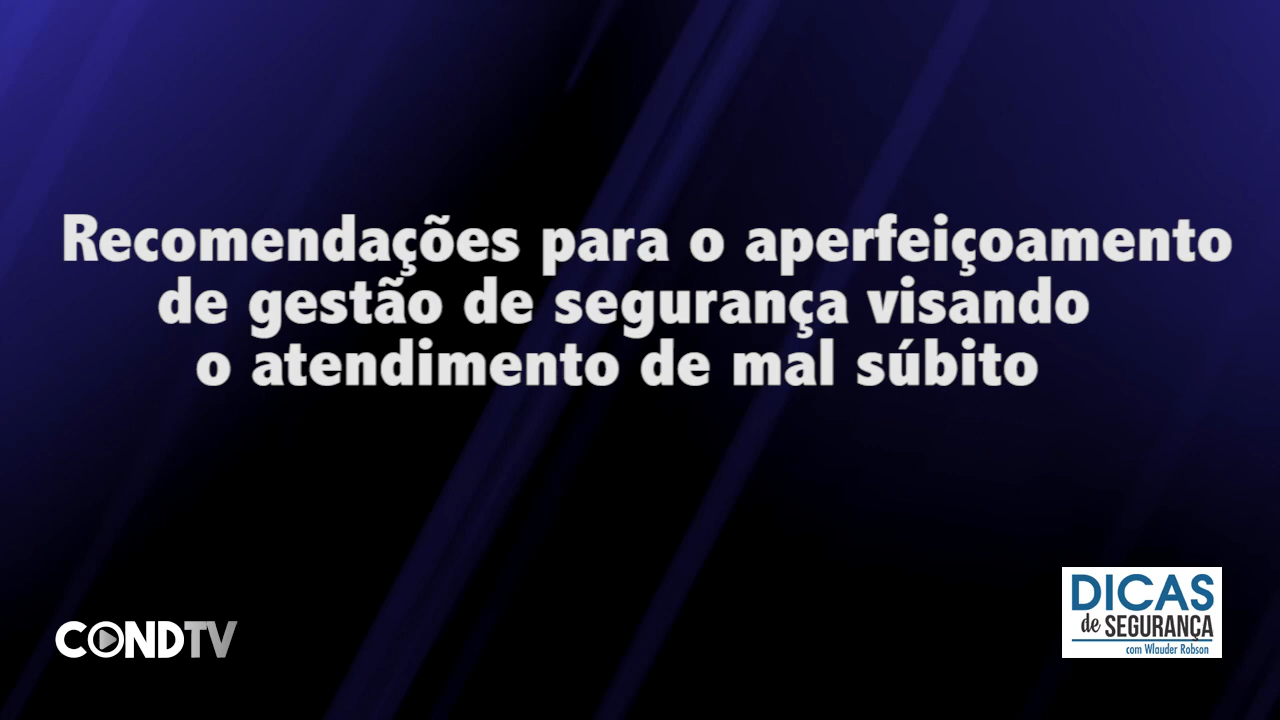 Recomendações para o aperfeiçoamento
de gestão de segurança visando
o atendimento de mal súbito
CONDTV
DICAS
de SEGURANÇA
com Wlauder Robson